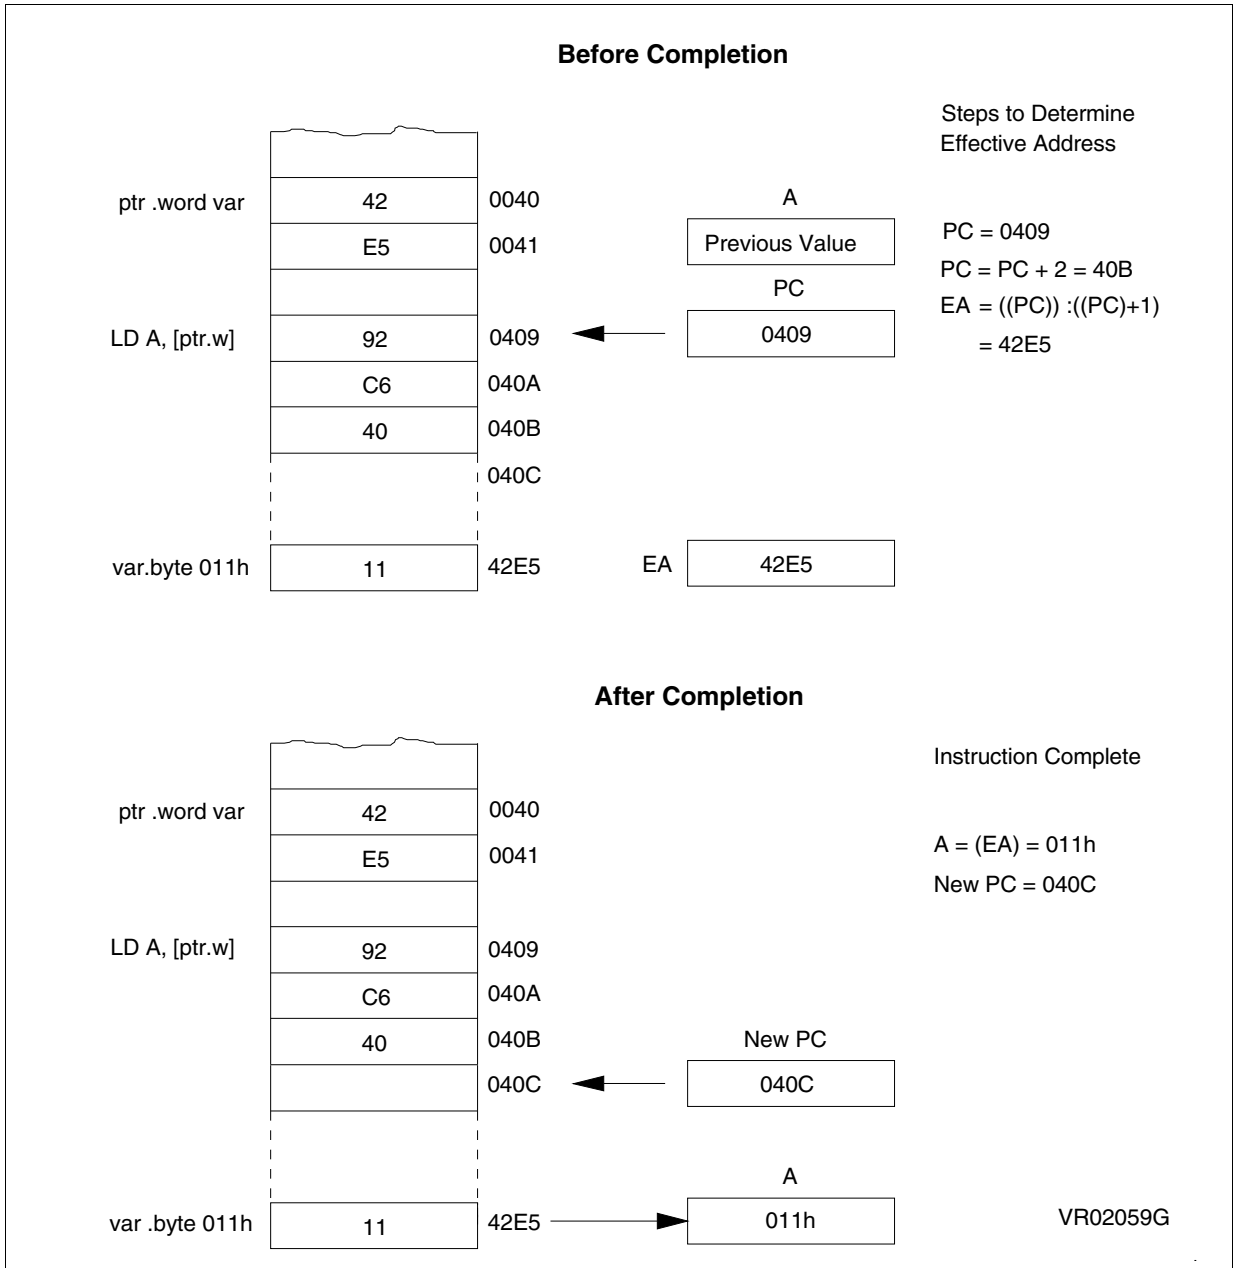 Before Completion
Steps to Determine
Effective Address
ptr .word var 42 0040 A
E5 0041 Previous Value PC = 0409
PC PC = PC + 2 = 40B
LD A, [ptr.w] 92 0409 0409 EA = ((PC)) :((PC)+1)
= 42E5
C6 040A
40 040B
040C
var.byte 011h 11 42E5 EA 42E5
After Completion
Instruction Complete
ptr .word var 42 0040
E5 0041 A = (EA) = 011h
New PC = 040C
LD A, [ptr.w] 92 0409
C6 040A
40 040B New PC
040C 040C
A
var .byte 011h 11 42E5 011h VR02059G